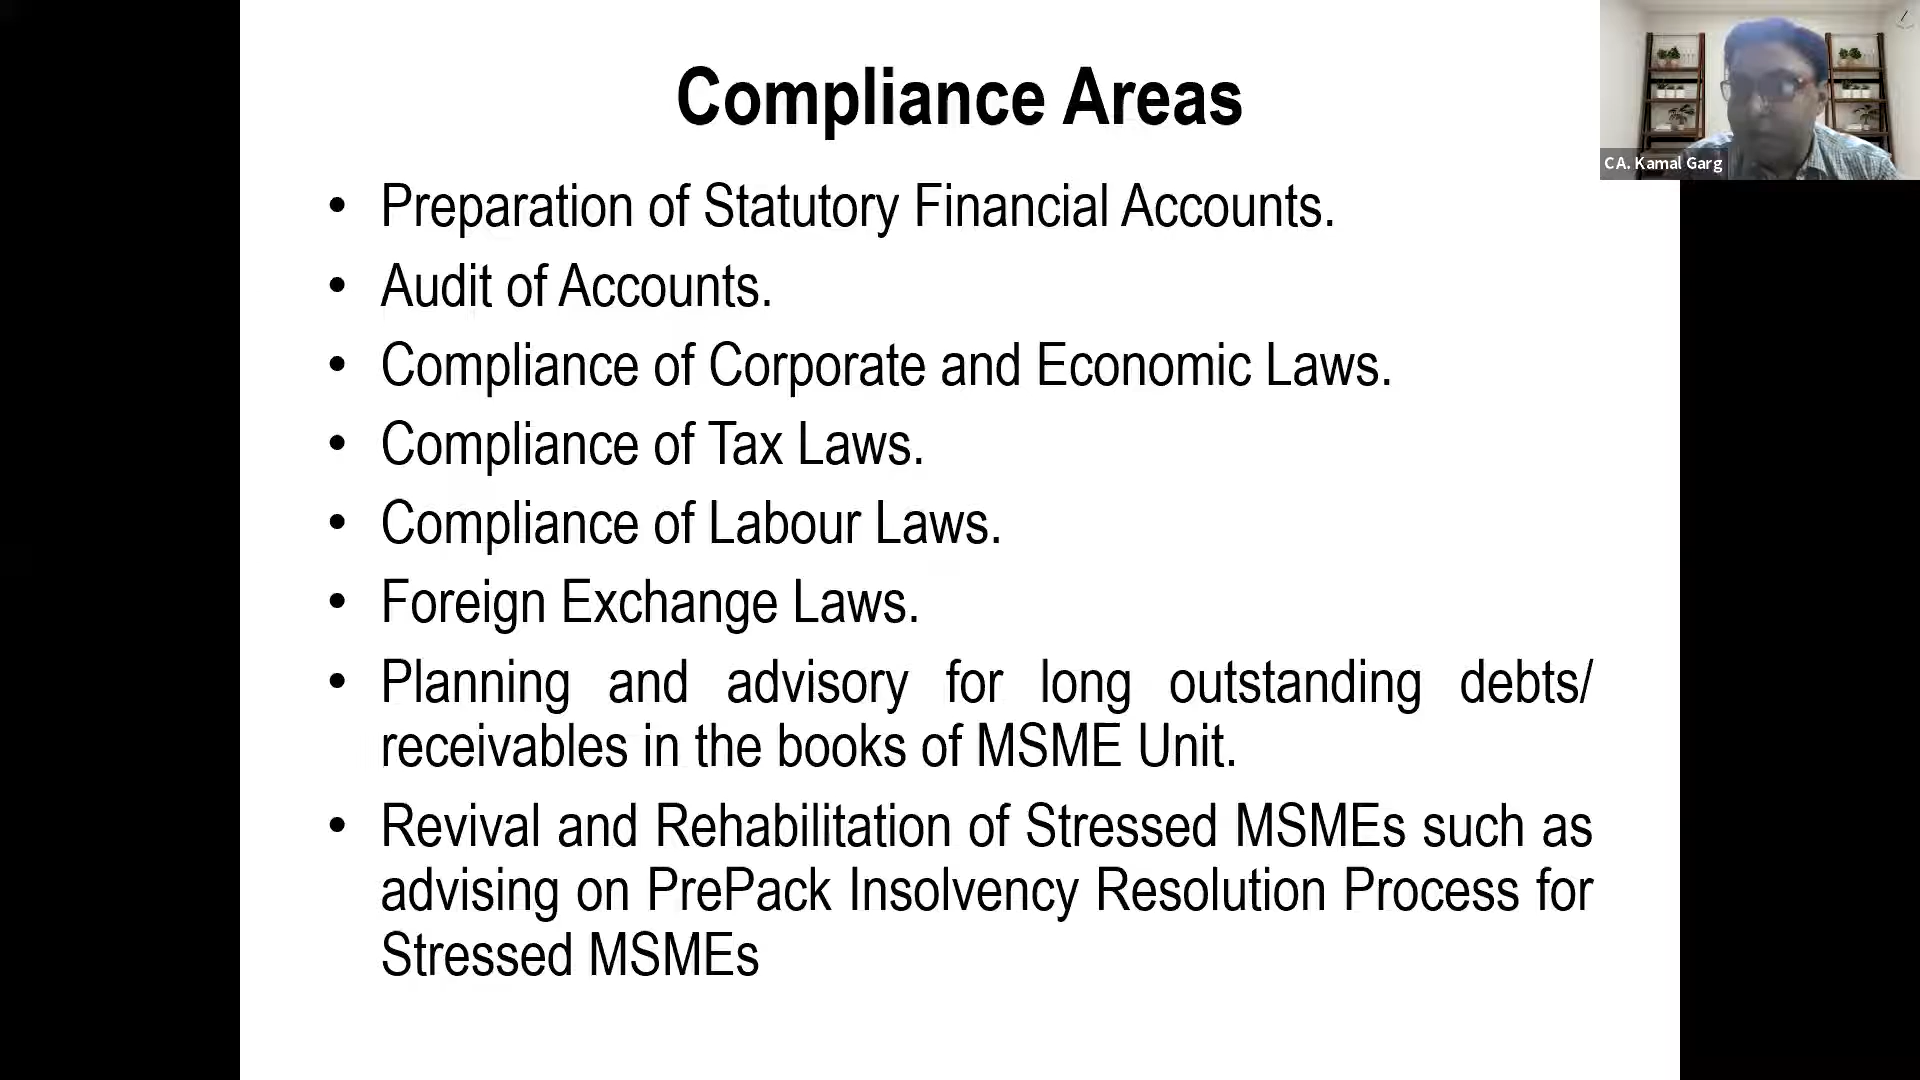 Compliance Areas
• Preparation of Statutory Financial Accounts.
• Audit of Accounts.
• Compliance of Corporate and Economic Laws.
• Compliance of Tax Laws.
• Compliance of Labour Laws.
• Foreign Exchange Laws.
• Planning and advisory for long outstanding debts/
receivables in the books of MSME Unit.
• Revival and Rehabilitation of Stressed MSMEs such as
advising on PrePack Insolvency Resolution Process for
Stressed MSMEs
CA. Kamal Garg